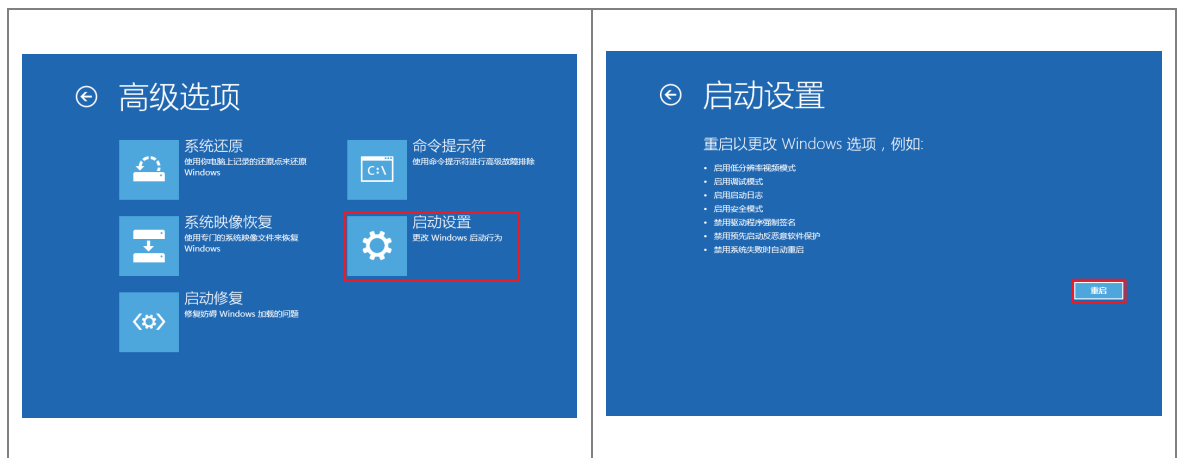 高级选项
系统还原
使用你电脑上记录的还原点来还原
Windows
命令提示符
使用命令提示符进行高级故障排除
C:\
系统映像恢复
使用专门的系统映像文件来恢复
Windows
启动设置
更改 Windows 启动行为
启动修复
修复妨碍 Windows 加载的问题
启动设置
重启以更改 Windows 选项，例如:
• 启用低分辨率视频模式
• 启用调试模式
• 启用启动日志
• 启用安全模式
• 禁用驱动程序强制签名
• 禁用预先启动反恶意软件保护
• 禁用系统失败时自动重启
重启